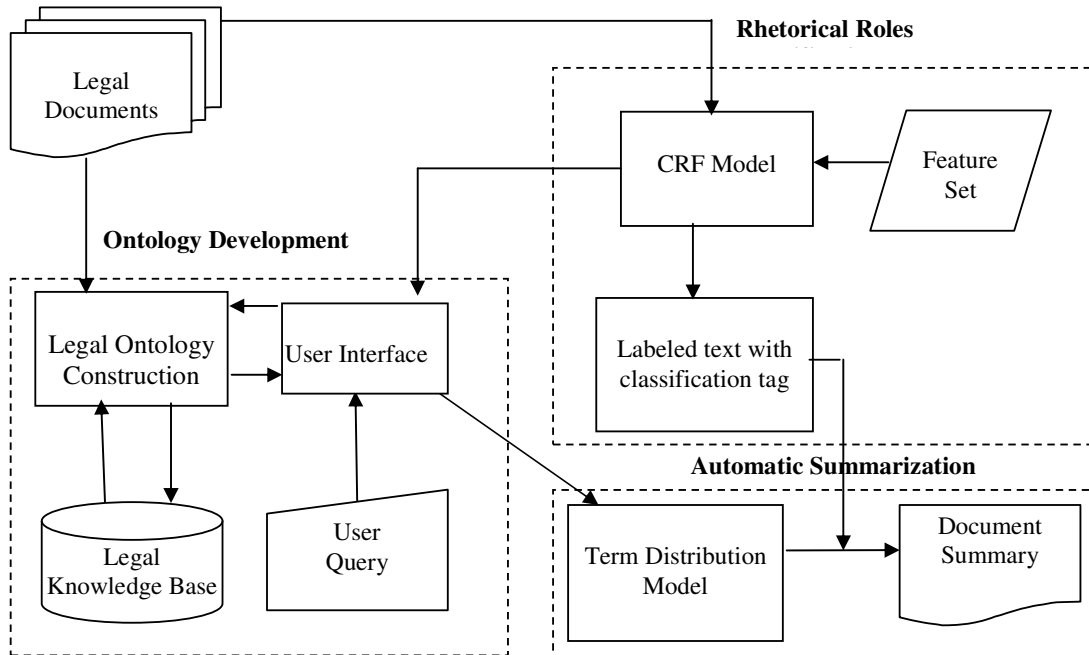 Rhetorical Roles
Legal
Documents
CRF Model
Feature
Set
Ontology Development
Legal Ontology
Construction
User Interface
Labeled text with
classification tag
Automatic Summarization
Legal
Knowledge Base
User
Query
Term Distribution
Model
Document
Summary